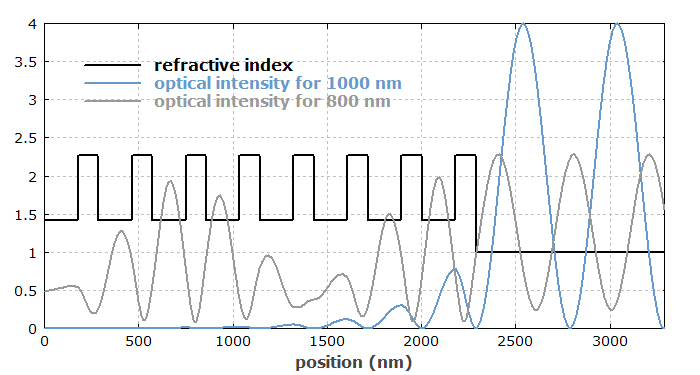 4
3.5
3
2.5
2
1.5
1
0.5
0
refractive index
optical intensity for 1000 nm
optical intensity for 800 nm
0 500 1000 1500 2000 2500 3000
position (nm)